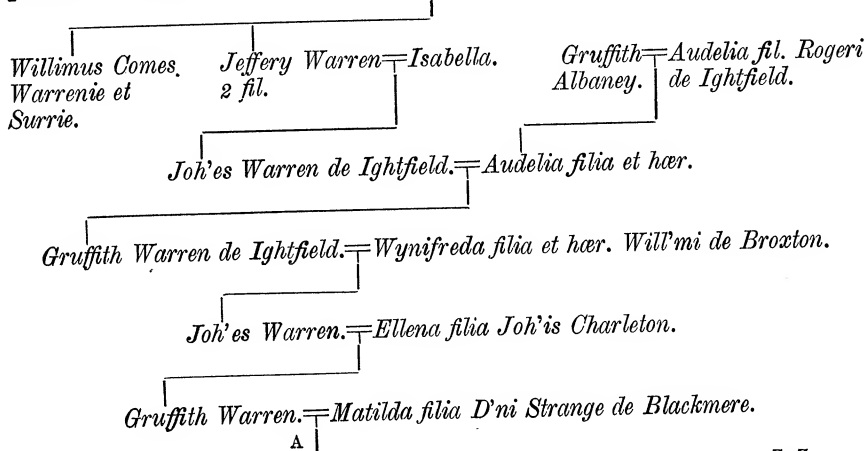 Willimus Comes. Jeffery Warren=Isabella. Gruffith=Audelia fil. Rogeri
Warrenie et 2 fil. Albaney. de Ightfield.
Surrie.
Joh'es Warren de Ightfield.=Audelia filia et hær.
Gruffith Warren de Ightfield.=Wynifreda filia et hær. Will'mi de Broxton.
Joh'es Warren.=Ellena filia Joh'is Charleton.
Gruffith Warren.=Matilda filia D'ni Strange de Blackmere.
A